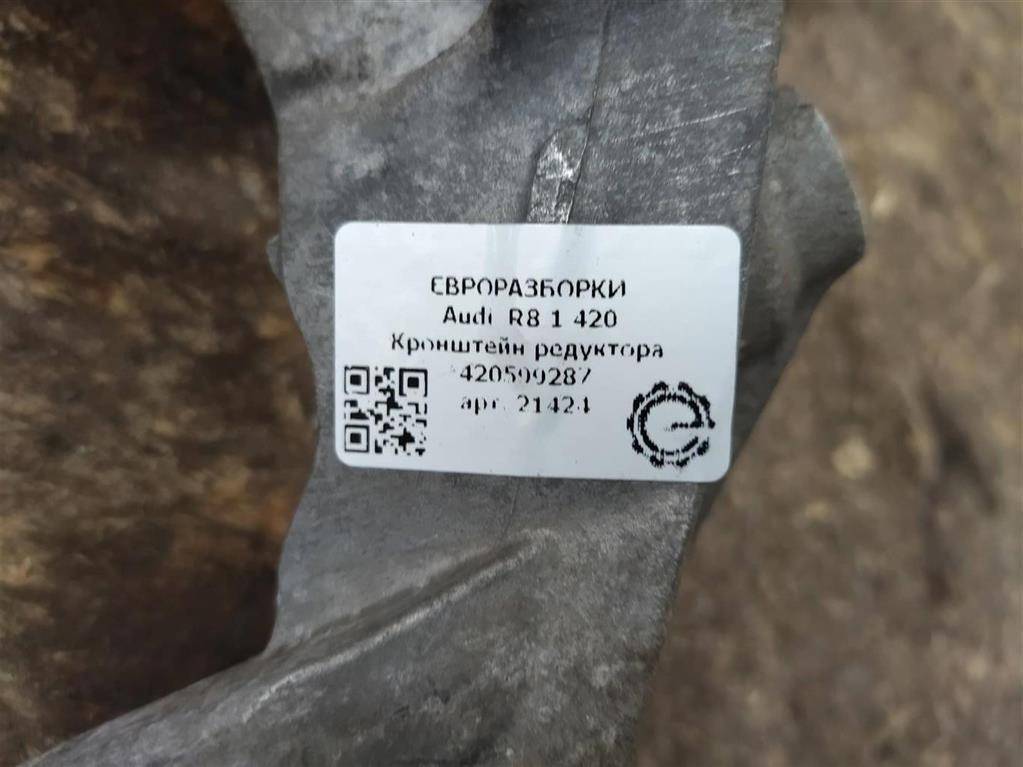 ЕВРОРАЗБОРКИ
Audi R8 1 420
Кронштейн редуктора
420599287
арт. 21424